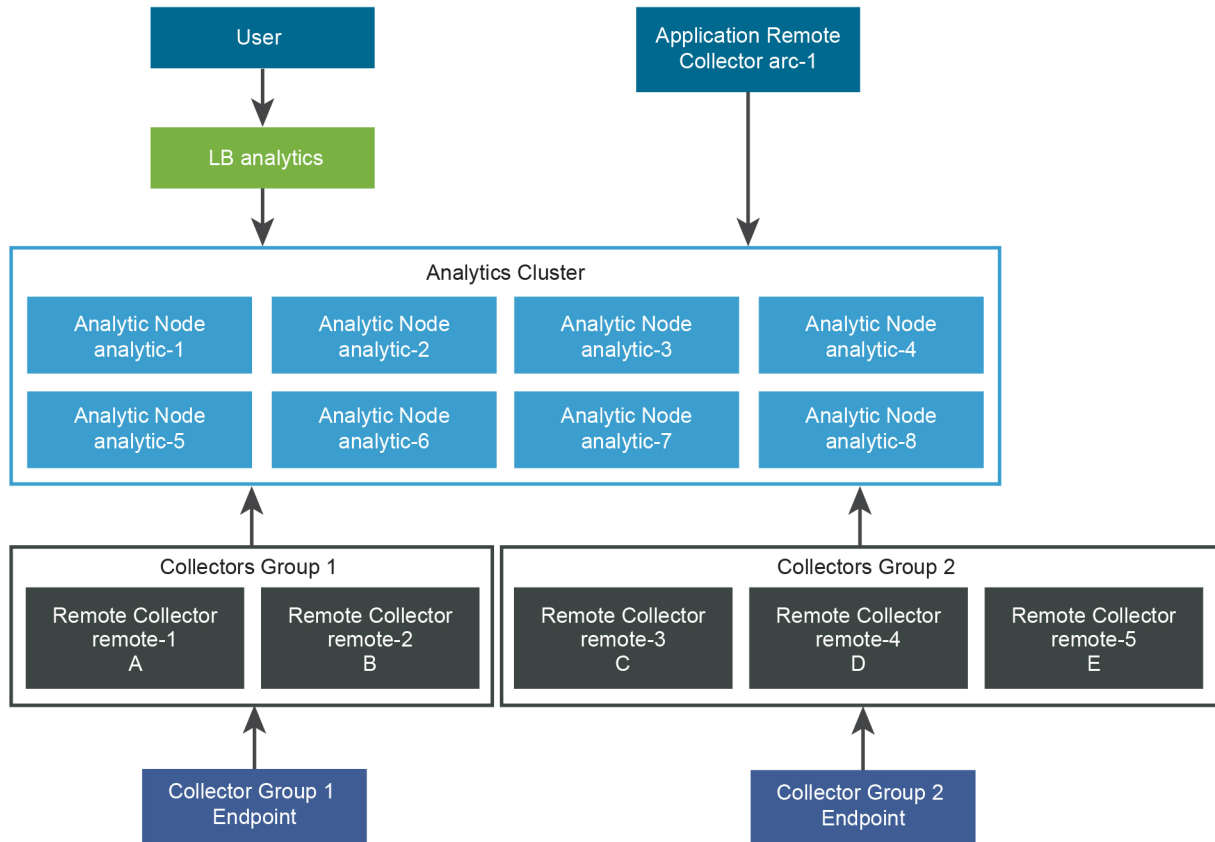 User
Application Remote
Collector arc-1
LB analytics
Analytics Cluster
Analytic Node
analytic-1
Analytic Node
analytic-2
Analytic Node
analytic-3
Analytic Node
analytic-4
Analytic Node
analytic-5
Analytic Node
analytic-6
Analytic Node
analytic-7
Analytic Node
analytic-8
Collectors Group 1
Remote Collector
remote-1
A
Remote Collector
remote-2
B
Collectors Group 2
Remote Collector
remote-3
C
Remote Collector
remote-4
D
Remote Collector
remote-5
E
Collector Group 1
Endpoint
Collector Group 2
Endpoint